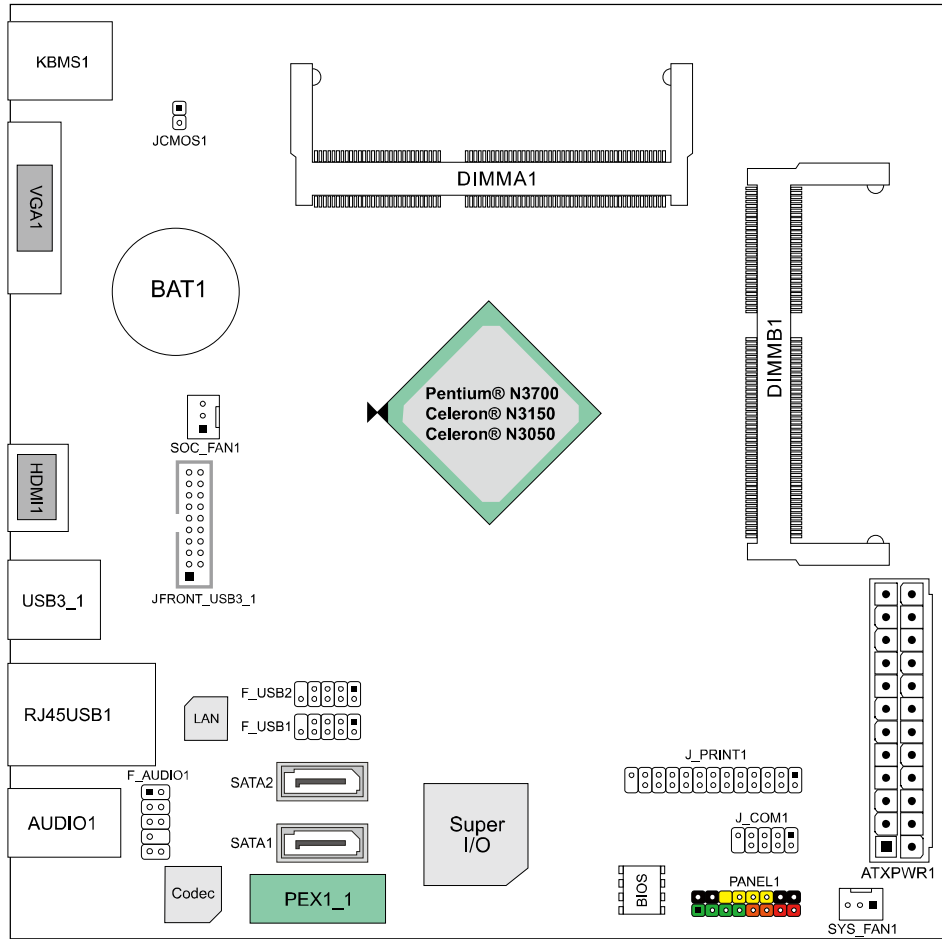 KBMS1
JCMOS1
DIMMA1
VGA1
BAT1
DIMMB1
Pentium® N3700
Celeron® N3150
Celeron® N3050
SOC_FAN1
HDMI1
USB3_1
JFRONT_USB3_1
F_USB2
RJ45USB1
LAN
F_USB1
J_PRINT1
F_AUDIO1
SATA2
AUDIO1
Super
I/O
J_COM1
SATA1
ATXPWR1
Codec
PEX1_1
BIOS
PANEL1
SYS_FAN1